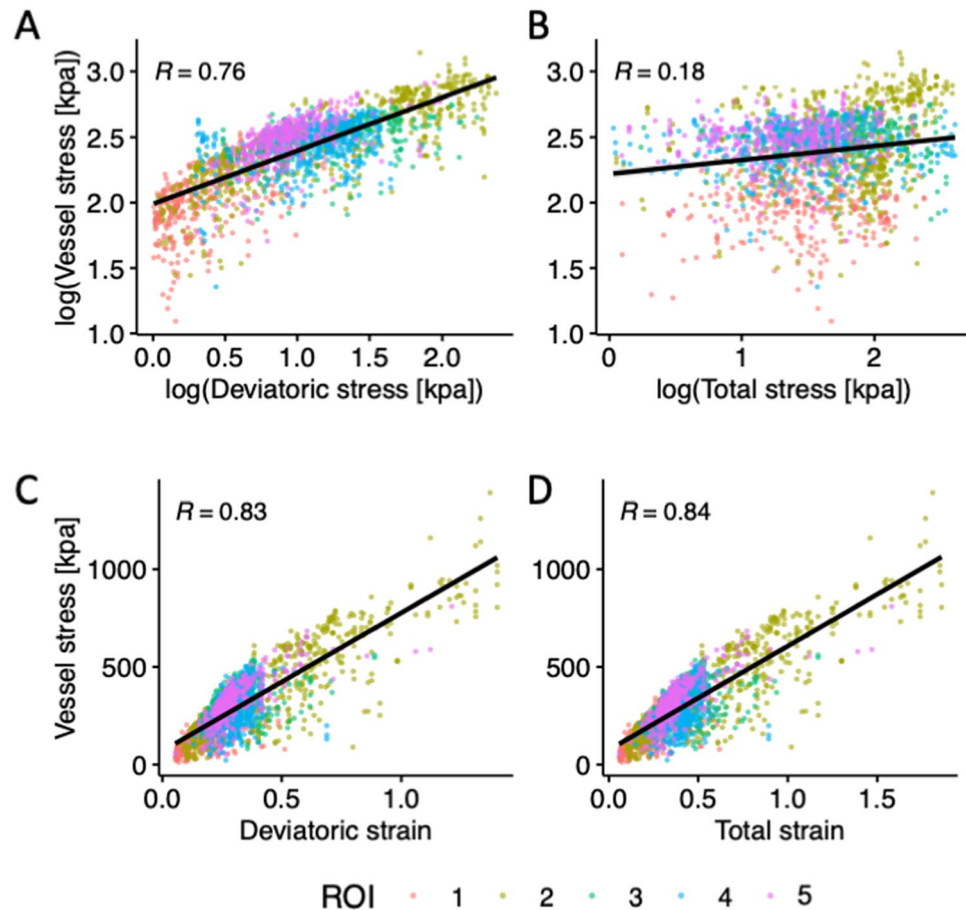 A
R = 0.76
log(Vessel stress [kpa])
3.0
2.5
2.0
1.5
1.0
0.0 0.5 1.0 1.5 2.0
log(Deviatoric stress [kpa])
B
R = 0.18
3.0
2.5
2.0
1.5
1.0
0 1 2
log(Total stress [kpa])
C
R = 0.83
Vessel stress [kpa]
1000
500
0
0.0 0.5 1.0
Deviatoric strain
D
R = 0.84
1000
500
0
0.0 0.5 1.0 1.5
Total strain
ROI 1 2 3 4 5